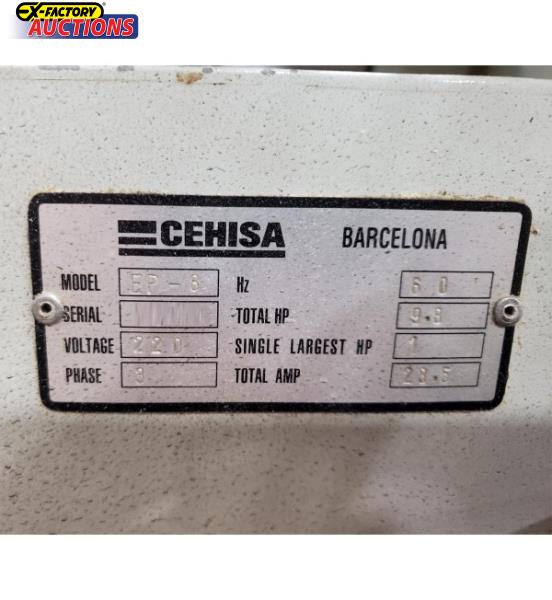 EX-FACTORY
AUCTIONS
CEHISA BARCELONA
MODEL EP-8 Hz 60
SERIAL TOTAL HP 9.8
VOLTAGE 220 SINGLE LARGEST HP 1
PHASE 3 TOTAL AMP 28.5